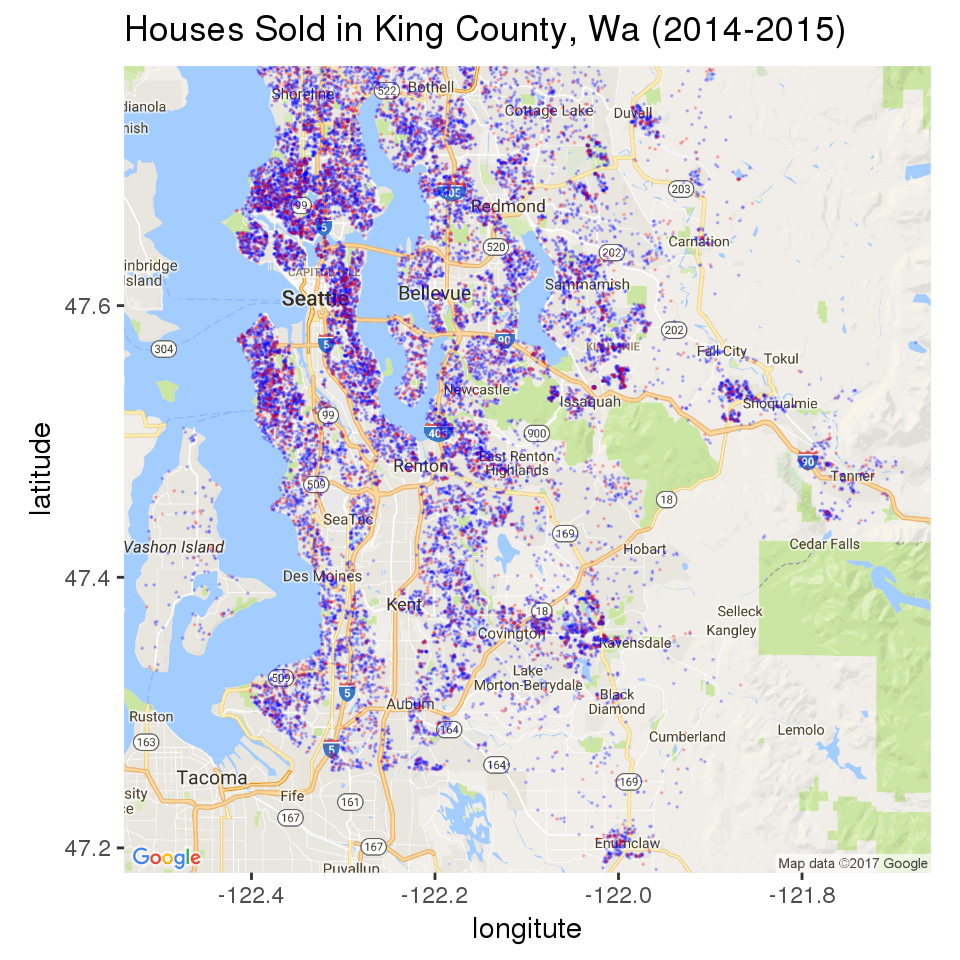 Houses Sold in King County, Wa (2014-2015)
Shoreline
522
Bothell
dianola
Cottage Lake
Duvall
nish
405
203
99
Redmond
5
520
202
Carnation
CAPITOL HILL
inbridge
Island
Sammamish
Seattle
Bellevue
47.6
202
304
5
90
KLAHANIE
Fall City
Tokul
Newcastle
Issaquah
Snoqualmie
99
405
900
Renton
East Renton
Highlands
90
Tanner
509
18
latitude
SeaTac
169
Vashon Island
Hobart
Cedar Falls
47.4
Des Moines
Kent
18
Selleck
Covington
Ravensdale
Kangley
509
Lake
Morton-Berrydale
5
Auburn
Black
Diamond
Ruston
164
163
5
Cumberland
Lemolo
164
Tacoma
169
sity
ce
Fife
161
167
167
Enumclaw
47.2
Google
Puyallup
Map data ©2017 Google
-122.4
-122.2
-122.0
-121.8
longitute